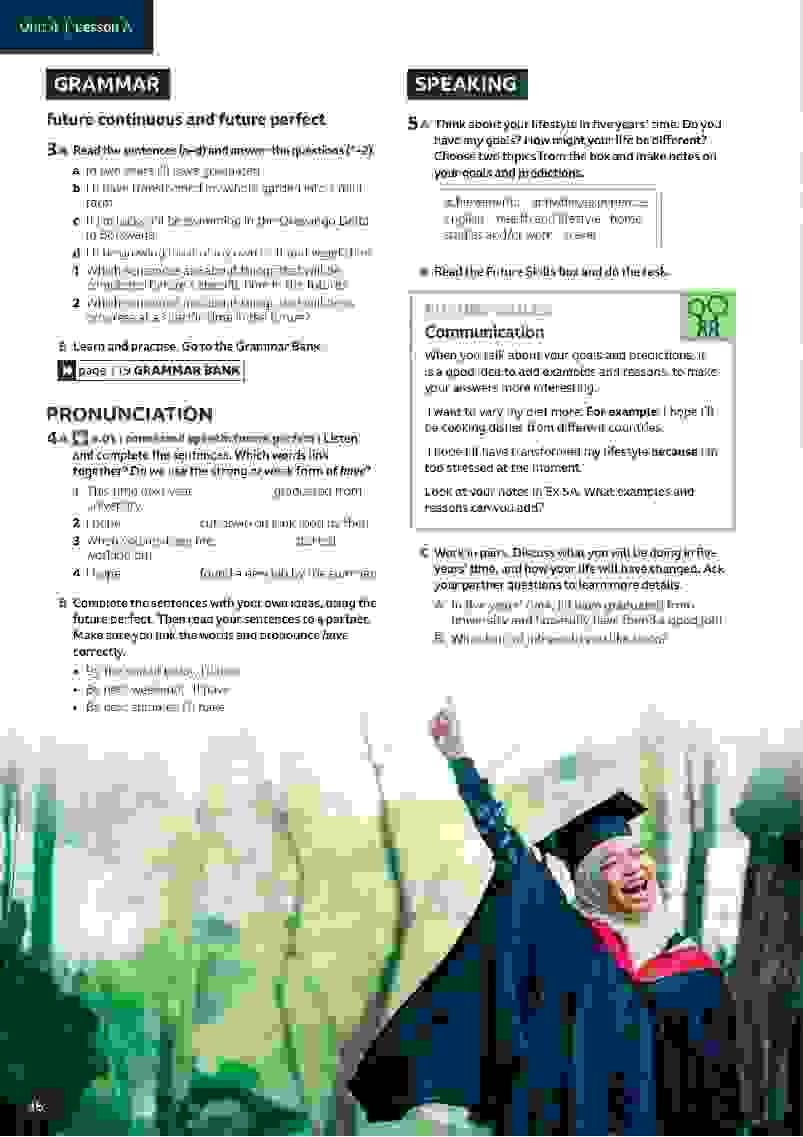 Lesson A
GRAMMAR
future continuous and future perfect
3 A Read the sentences (a–d) and answer the questions (1–2).
a In two years I'll have graduated
b I'll have transformed my whole garden into a mini
farm
c If I'm lucky, I'll be swimming in the Okavango Delta
in Botswana
d I'll be growing most of my own fruit and vegetables
1 Which sentences are about things that will be
completed before a specific time in the future?
2 Which sentences are about things that will be in
progress at a specific time in the future?
B Learn and practise. Go to the Grammar Bank.
page 119 GRAMMAR BANK
PRONUNCIATION
4 A connected speech: future perfect | Listen
and complete the sentences. Which words link
together? Do we use the strong or weak form of have?
1 This time next year graduated from
university.
2 I hope cut down on junk food by then
3 When you next see me, started
working out
4 I hope found a new job by the summer
B Complete the sentences with your own ideas, using the
future perfect. Then read your sentences to a partner.
Make sure you link the words and pronounce have
correctly.
• By next weekend, I'll have
• By next summer, I'll have
SPEAKING
5 A Think about your lifestyle in five years' time. Do you
have any goals? How might your life be different?
Choose two topics from the box and make notes on
your goals and predictions.
achievements activities/experiences
English health and lifestyle home
studies and/or work travel
B Read the Future Skills box and do the task.
FUTURE SKILLS
Communication
When you talk about your goals and predictions, it
is a good idea to add examples and reasons, to make
your answers more interesting.
'I want to vary my diet more. For example, I hope I'll
be cooking dishes from different countries.'
'I hope I'll have transformed my lifestyle because I'm
too stressed at the moment.'
Look at your notes in Ex 5A. What examples and
reasons can you add?
C Work in pairs. Discuss what you will be doing in five
years' time, and how your life will have changed. Ask
your partner questions to learn more details.
A: In five years' time, I'll have graduated from
university and hopefully have found a good job!
B: What kind of job would you like to do?